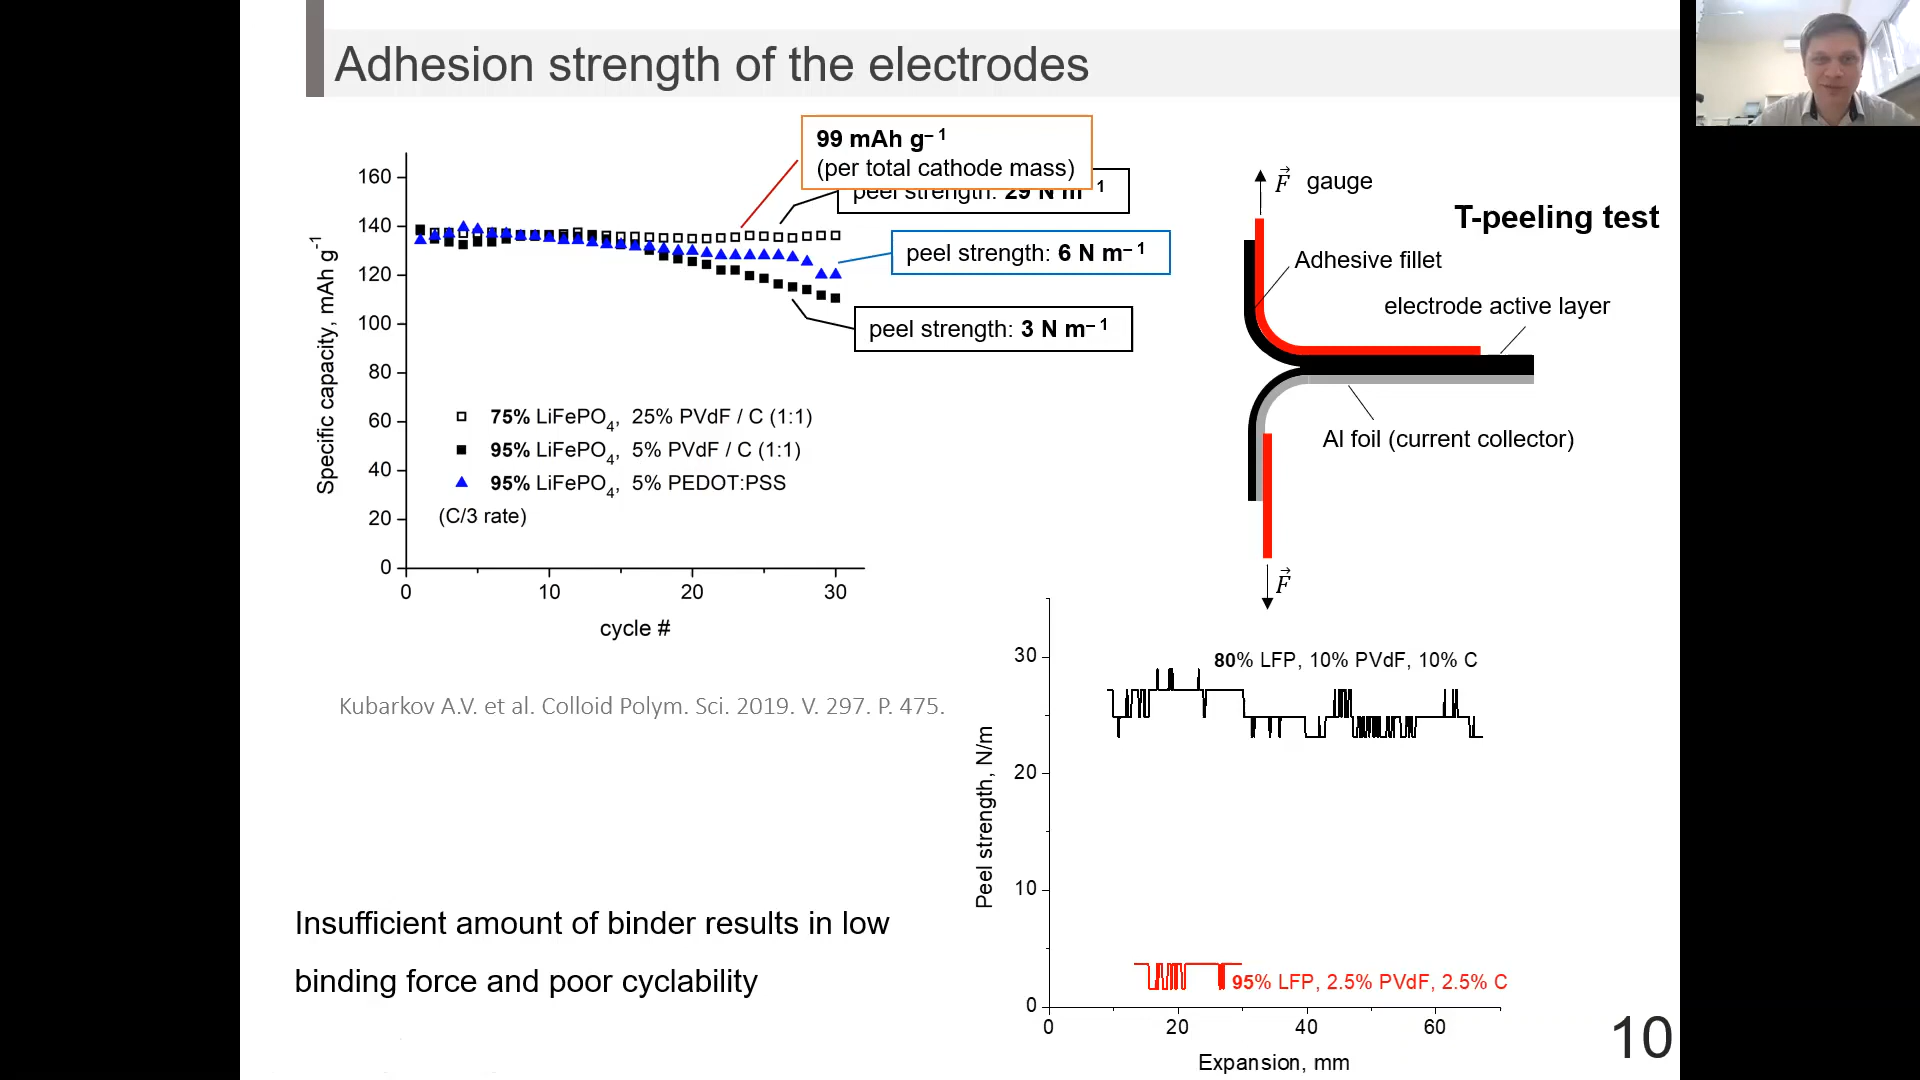 Adhesion strength of the electrodes
99 mAh g⁻¹
(per total cathode mass)
peel strength: 29 N m⁻¹
peel strength: 6 N m⁻¹
peel strength: 3 N m⁻¹
160
140
120
100
80
60
40
20
0
Specific capacity, mAh g⁻¹
75% LiFePO₄, 25% PVdF / C (1:1)
95% LiFePO₄, 5% PVdF / C (1:1)
95% LiFePO₄, 5% PEDOT:PSS
(C/3 rate)
0 10 20 30
cycle #
Kubarkov A.V. et al. Colloid Polym. Sci. 2019. V. 297. P. 475.
Insufficient amount of binder results in low
binding force and poor cyclability
F⃗ gauge
T-peeling test
Adhesive fillet
electrode active layer
Al foil (current collector)
F⃗
30
20
10
0
Peel strength, N/m
80% LFP, 10% PVdF, 10% C
95% LFP, 2.5% PVdF, 2.5% C
0 20 40 60
Expansion, mm
10